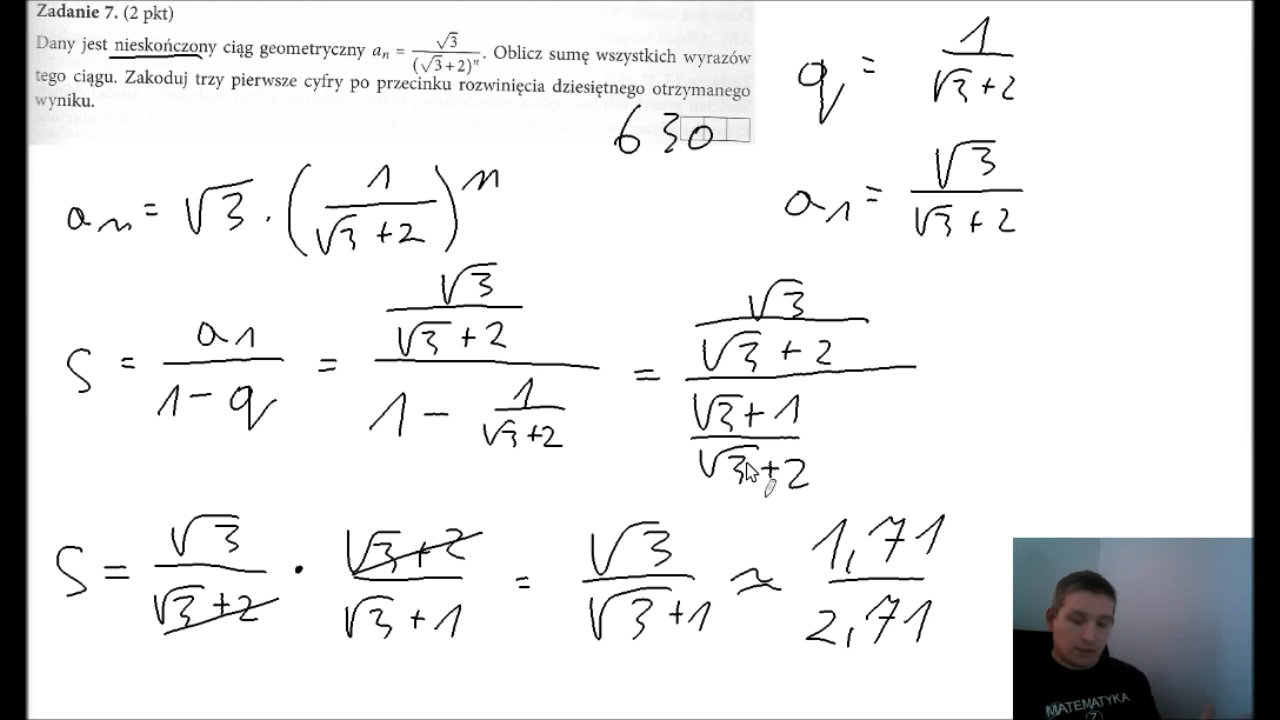 Zadanie 7. (2 pkt)
Dany jest nieskończony ciąg geometryczny aₙ = √3/(√3+2)ⁿ. Oblicz sumę wszystkich wyrazów
tego ciągu. Zakoduj trzy pierwsze cyfry po przecinku rozwinięcia dziesiętnego otrzymanego
wyniku.
630
q = 1/(√3+2)
a₁ = √3/(√3+2)
aₙ = √3 · (1/(√3+2))ⁿ
S = a₁/(1-q) = (√3/(√3+2))/(1 - 1/(√3+2)) = (√3/(√3+2))/((√3+1)/(√3+2))
S = √3/(√3+2) · (√3+2)/(√3+1) = √3/(√3+1) ≈ 1,71/2,71
MATEMATYKA